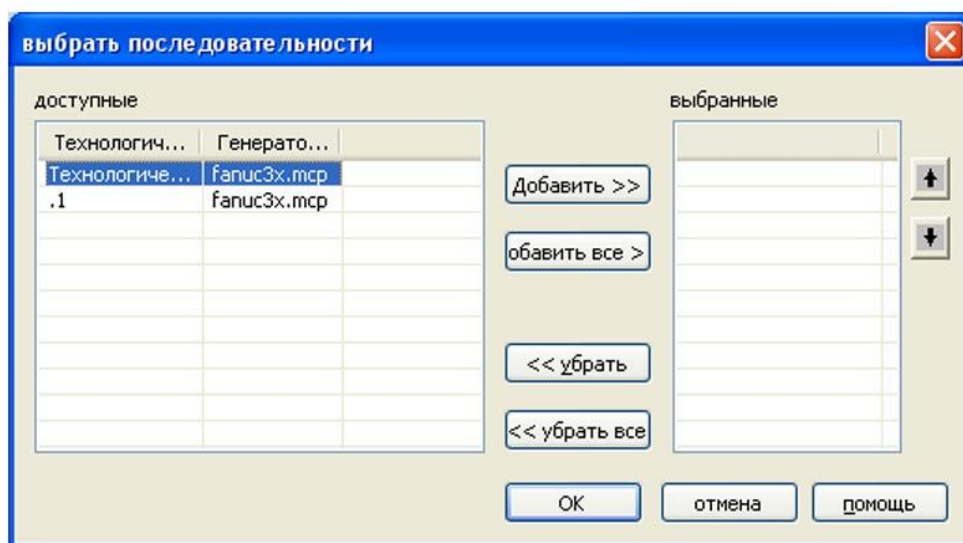 выбрать последовательности
доступные
выбранные
Технологич... Генерато...
Технологиче... fanuc3x.mcp
.1 fanuc3x.mcp
Добавить >>
обавить все >
<< убрать
<< убрать все
OK отмена помощь